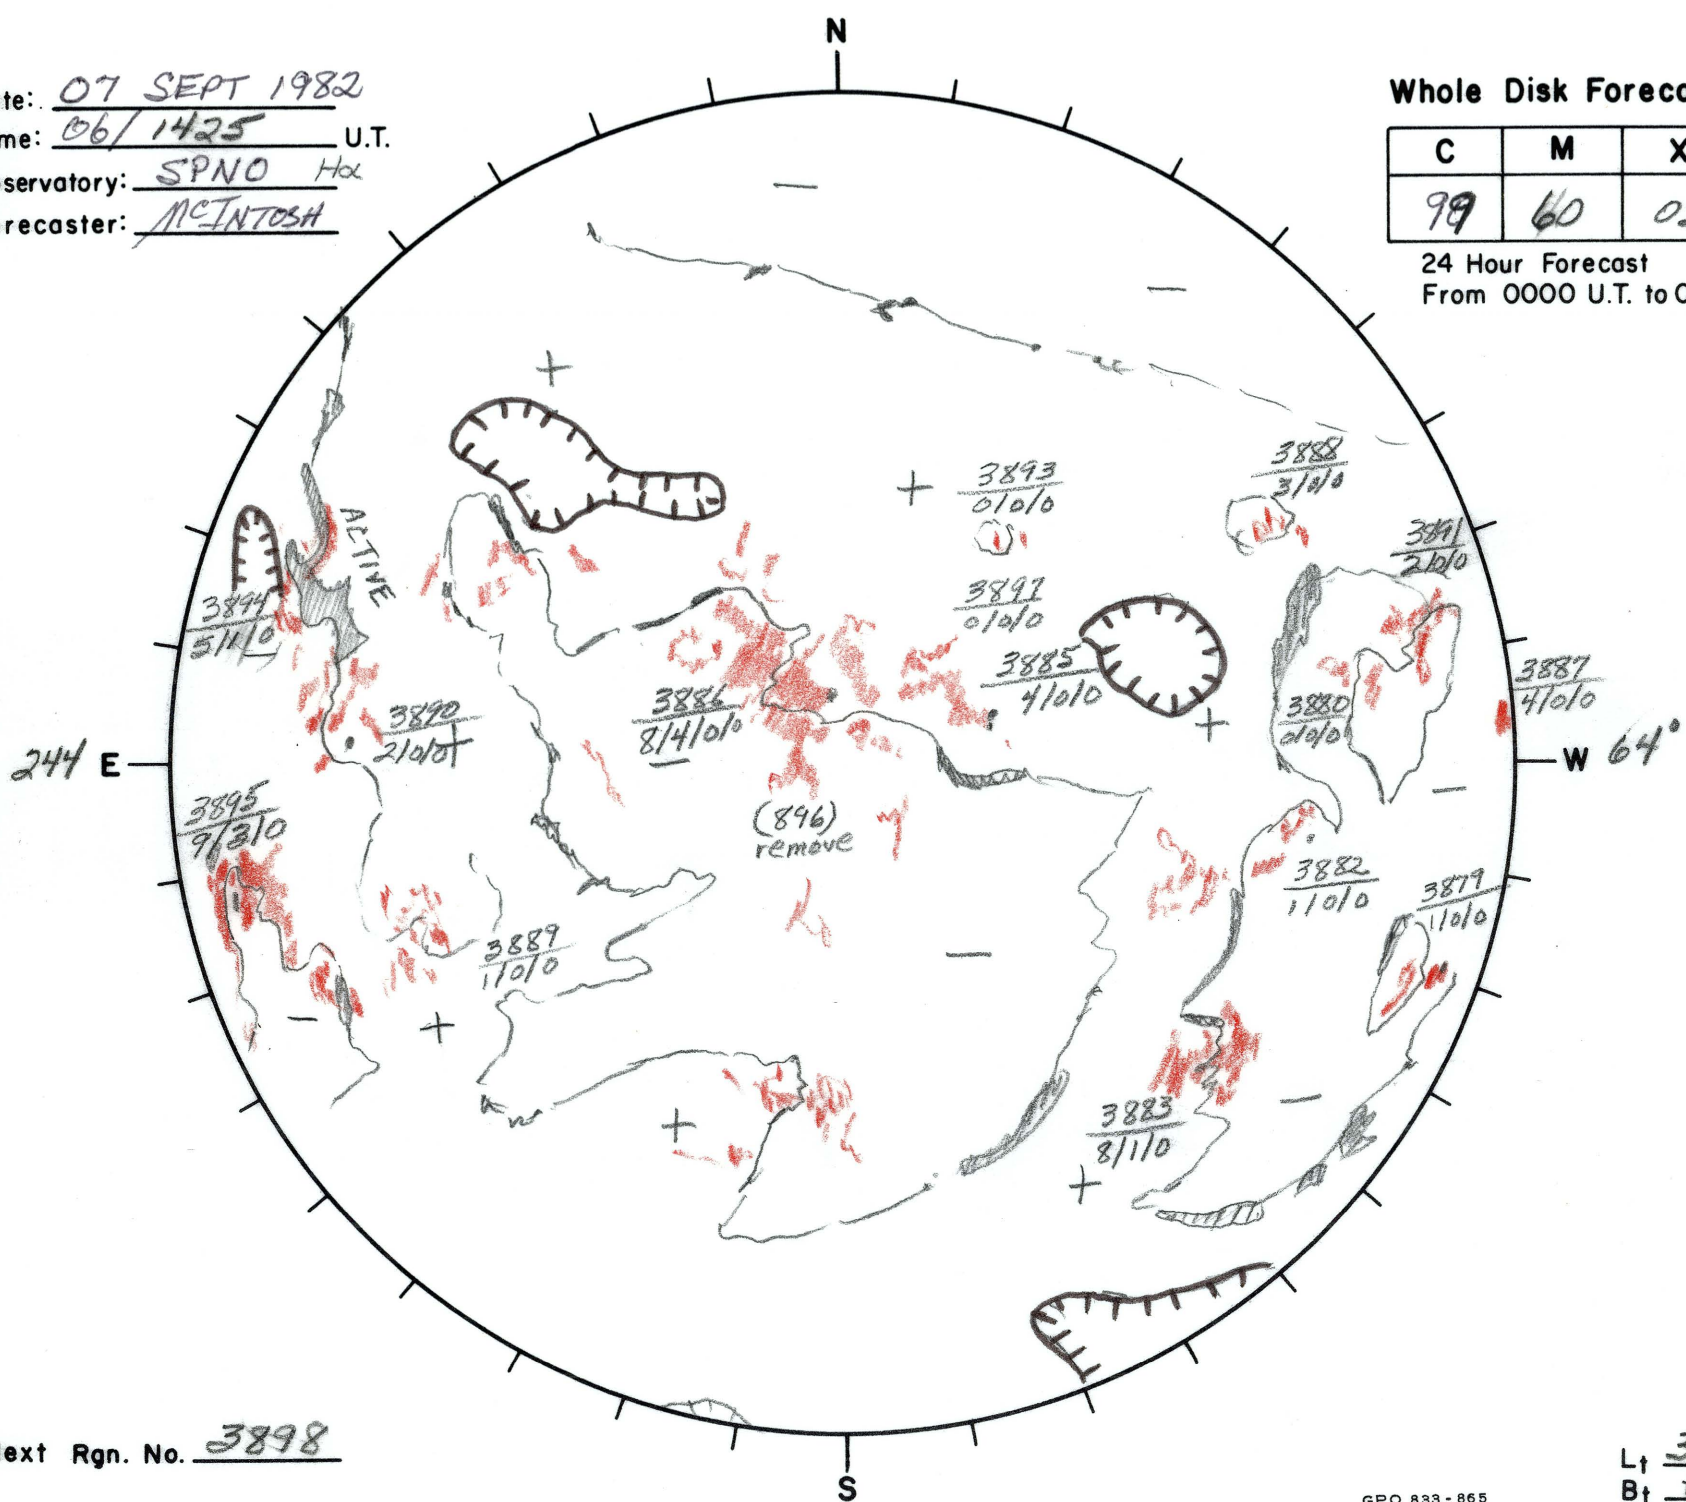 N
te: 07 SEPT 1982
me: 06/1425 U.T.
servatory: SPNO Hα
recaster: McINTOSH
Whole Disk Foreca
C M X
99 60
24 Hour Forecast
From 0000 U.T. to 0
3888
3/0/0
3893
0/0/0
3891
2/0/0
ACTIVE
3894
5/1/0
3897
0/0/0
3885
4/0/0
3887
4/0/0
3886
8/4/0/0
3880
0/0/0
3890
2/0/0
244 E
W 64°
3895
9/3/0
(896)
remove
3882
1/0/0
3879
1/0/0
3889
1/0/0
3883
8/1/0
ext Rgn. No. 3898
S
Lt 3
Bt
GPO 833-865